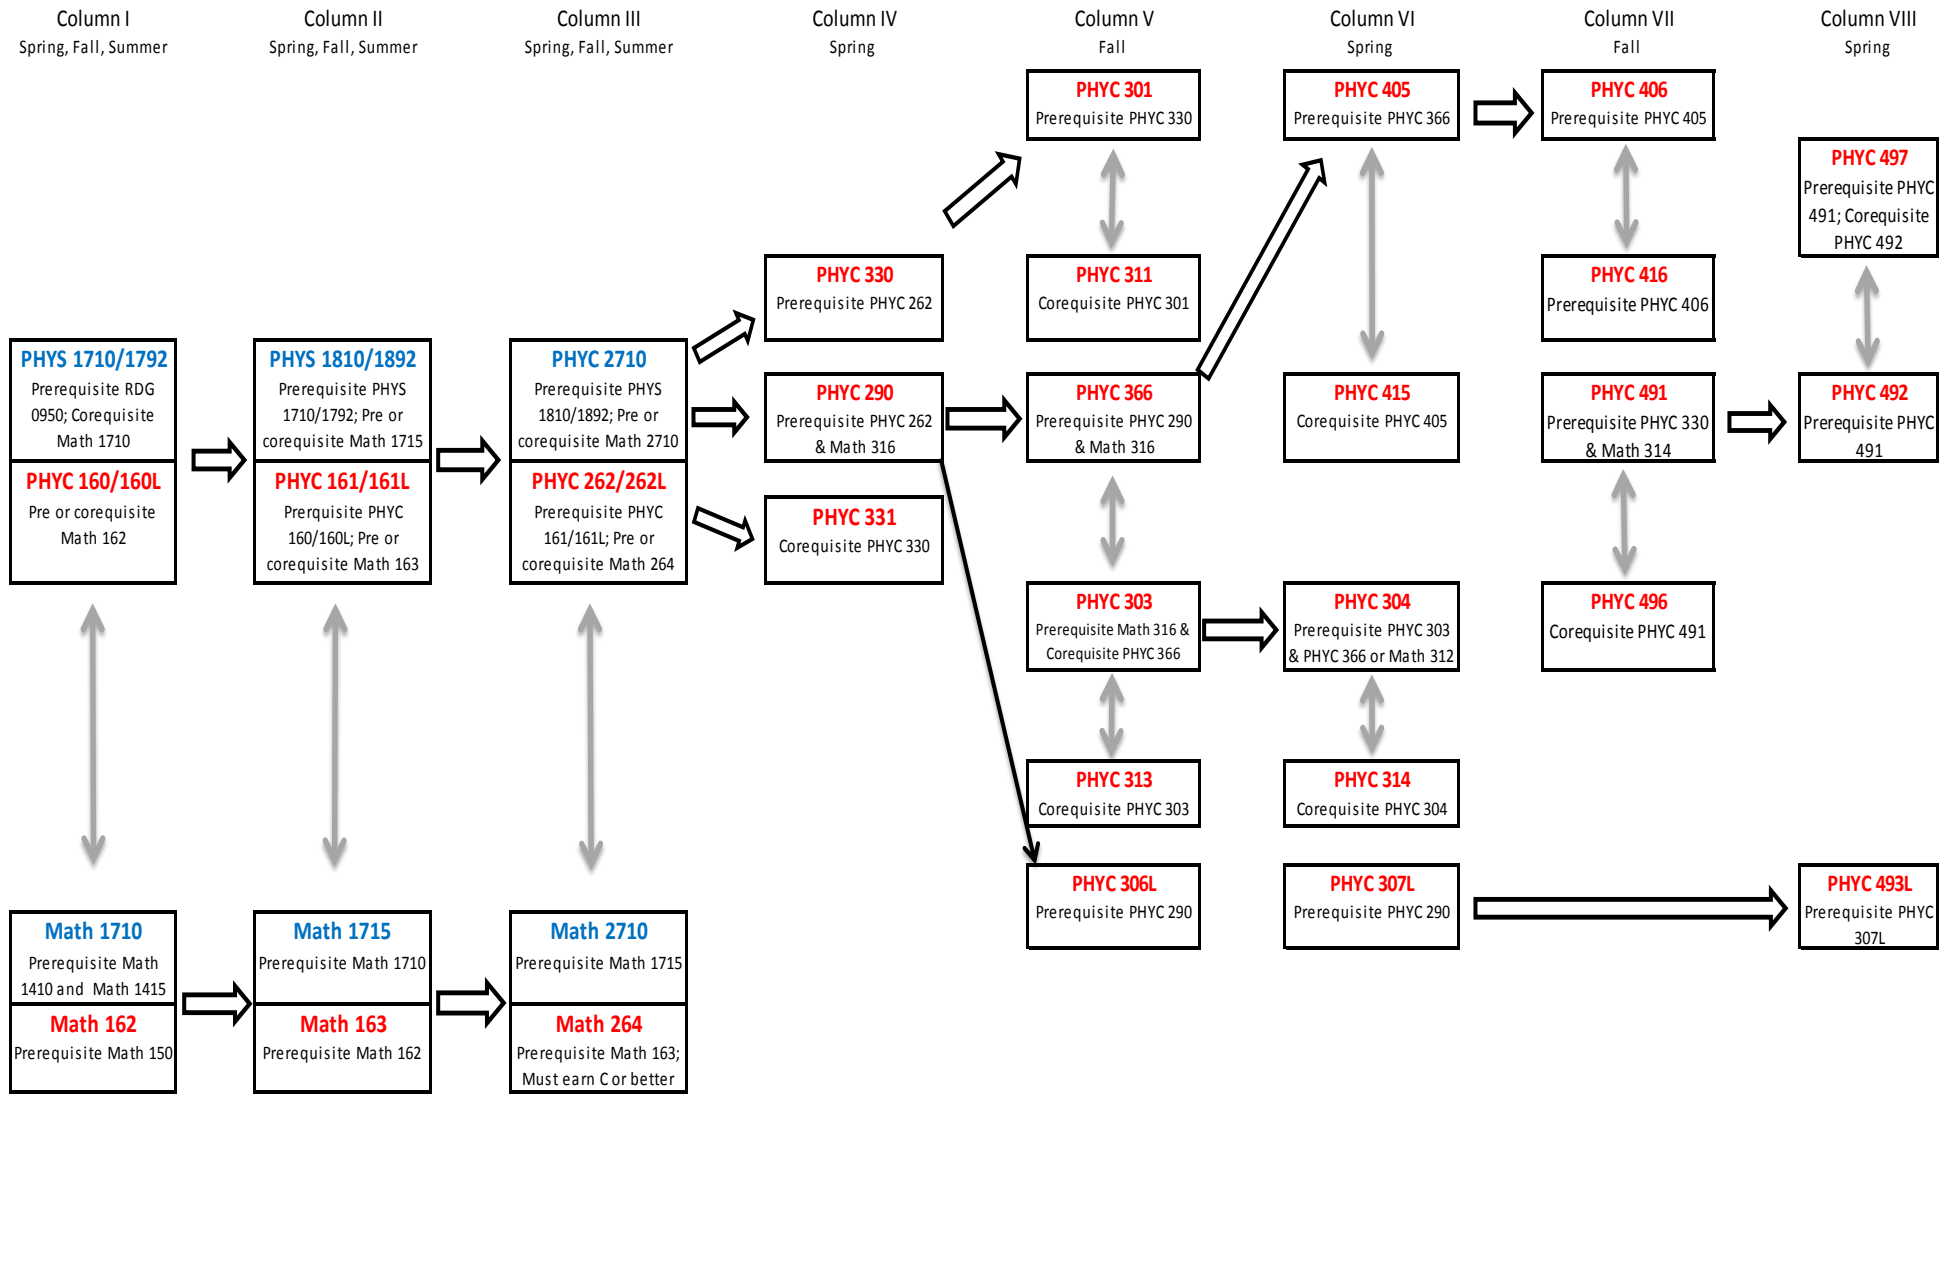 Column I
Spring, Fall, Summer
Column II
Spring, Fall, Summer
Column III
Spring, Fall, Summer
Column IV
Spring
Column V
Fall
Column VI
Spring
Column VII
Fall
Column VIII
Spring
PHYS 1710/1792
Prerequisite RDG
0950; Corequisite
Math 1710
PHYC 160/160L
Pre or corequisite
Math 162
Math 1710
Prerequisite Math
1410 and Math 1415
Math 162
Prerequisite Math 150
PHYS 1810/1892
Prerequisite PHYS
1710/1792; Pre or
corequisite Math 1715
PHYC 161/161L
Prerquisite PHYC
160/160L; Pre or
corequisite Math 163
Math 1715
Prerequisite Math 1710
Math 163
Prerequisite Math 162
PHYC 2710
Prerequisite PHYS
1810/1892; Pre or
corequisite Math 2710
PHYC 262/262L
Prerequisite PHYC
161/161L; Pre or
corequisite Math 264
Math 2710
Prerequisite Math 1715
Math 264
Prerequisite Math 163;
Must earn C or better
PHYC 330
Prerequisite PHYC 262
PHYC 290
Prerequisite PHYC 262
& Math 316
PHYC 331
Corequisite PHYC 330
PHYC 301
Prerequisite PHYC 330
PHYC 311
Corequisite PHYC 301
PHYC 366
Prerequisite PHYC 290
& Math 316
PHYC 303
Prerequisite Math 316 &
Corequisite PHYC 366
PHYC 313
Corequisite PHYC 303
PHYC 306L
Prerequisite PHYC 290
PHYC 405
Prerequisite PHYC 366
PHYC 415
Corequisite PHYC 405
PHYC 304
Prerequisite PHYC 303
& PHYC 366 or Math 312
PHYC 314
Corequisite PHYC 304
PHYC 307L
Prerequisite PHYC 290
PHYC 406
Prerequisite PHYC 405
PHYC 416
Prerequisite PHYC 406
PHYC 491
Prerequisite PHYC 330
& Math 314
PHYC 496
Corequisite PHYC 491
PHYC 497
Prerequisite PHYC
491; Corequisite
PHYC 492
PHYC 492
Prerequisite PHYC
491
PHYC 493L
Prerequisite PHYC
307L